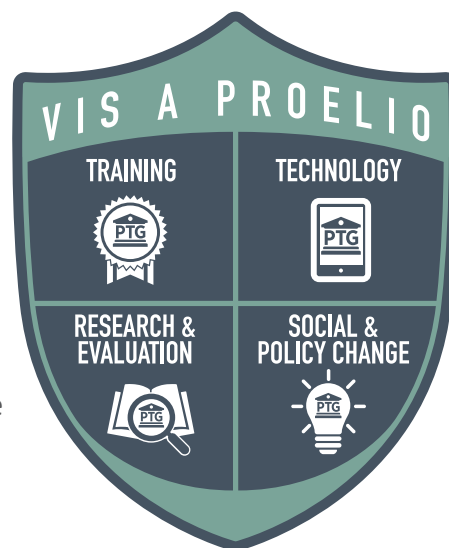 VIS A PROELIO
TRAINING
PTG
TECHNOLOGY
PTG
RESEARCH &
EVALUATION
PTG
SOCIAL &
POLICY CHANGE
PTG
e